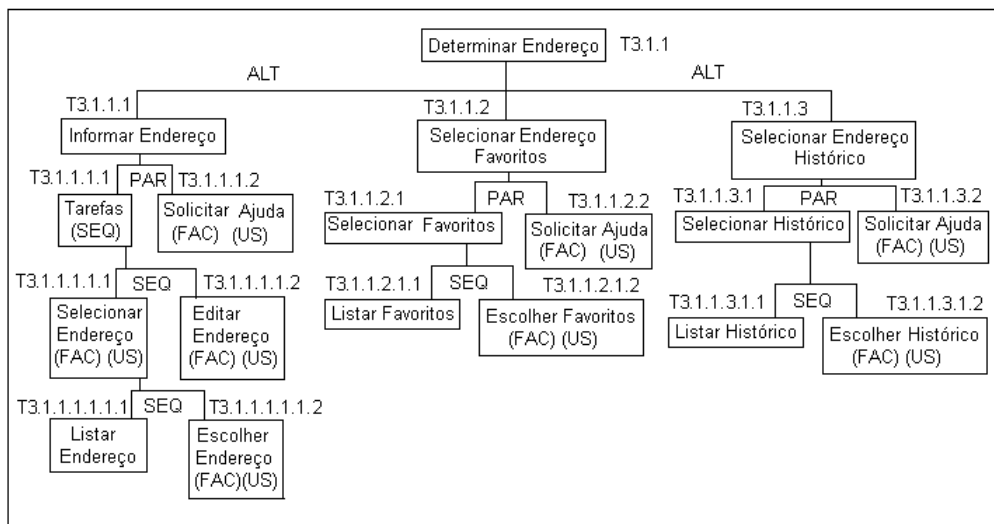 Determinar Endereço T3.1.1
ALT
ALT
T3.1.1.1
Informar Endereço
T3.1.1.2
Selecionar Endereço
Favoritos
T3.1.1.3
Selecionar Endereço
Histórico
T3.1.1.1.1
PAR
T3.1.1.1.2
Tarefas
(SEQ)
Solicitar Ajuda
(FAC) (US)
T3.1.1.2.1
PAR
T3.1.1.2.2
Selecionar Favoritos
Solicitar Ajuda
(FAC) (US)
T3.1.1.3.1
PAR
T3.1.1.3.2
Selecionar Histórico
Solicitar Ajuda
(FAC) (US)
T3.1.1.1.1.1
SEQ
T3.1.1.1.1.2
Selecionar
Endereço
(FAC) (US)
Editar
Endereço
(FAC) (US)
T3.1.1.2.1.1
SEQ
T3.1.1.2.1.2
Listar Favoritos
Escolher Favoritos
(FAC) (US)
T3.1.1.3.1.1
SEQ
T3.1.1.3.1.2
Listar Histórico
Escolher Histórico
(FAC) (US)
T3.1.1.1.1.1.1
SEQ
T3.1.1.1.1.1.2
Listar
Endereço
Escolher
Endereço
(FAC)(US)